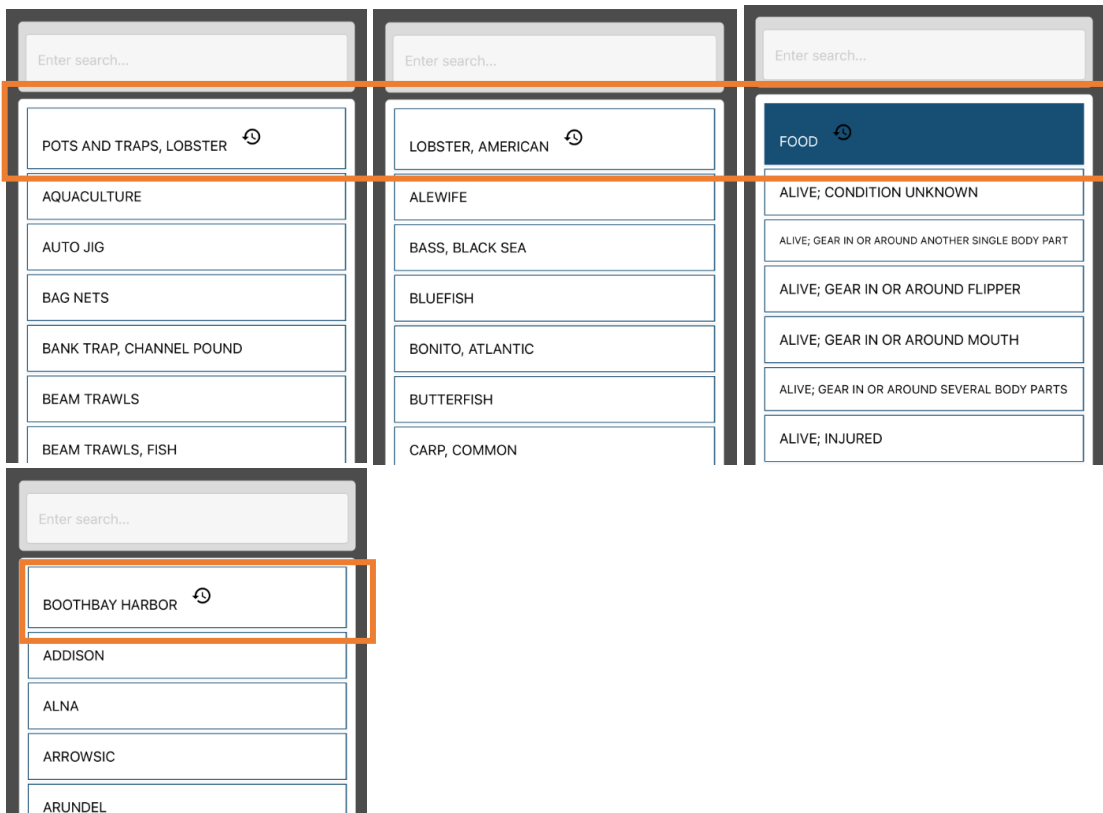 Enter search...
POTS AND TRAPS, LOBSTER
AQUACULTURE
AUTO JIG
BAG NETS
BANK TRAP, CHANNEL POUND
BEAM TRAWLS
BEAM TRAWLS, FISH
Enter search...
LOBSTER, AMERICAN
ALEWIFE
BASS, BLACK SEA
BLUEFISH
BONITO, ATLANTIC
BUTTERFISH
CARP, COMMON
Enter search...
FOOD
ALIVE; CONDITION UNKNOWN
ALIVE; GEAR IN OR AROUND ANOTHER SINGLE BODY PART
ALIVE; GEAR IN OR AROUND FLIPPER
ALIVE; GEAR IN OR AROUND MOUTH
ALIVE; GEAR IN OR AROUND SEVERAL BODY PARTS
ALIVE; INJURED
Enter search...
BOOTHBAY HARBOR
ADDISON
ALNA
ARROWSIC
ARUNDEL